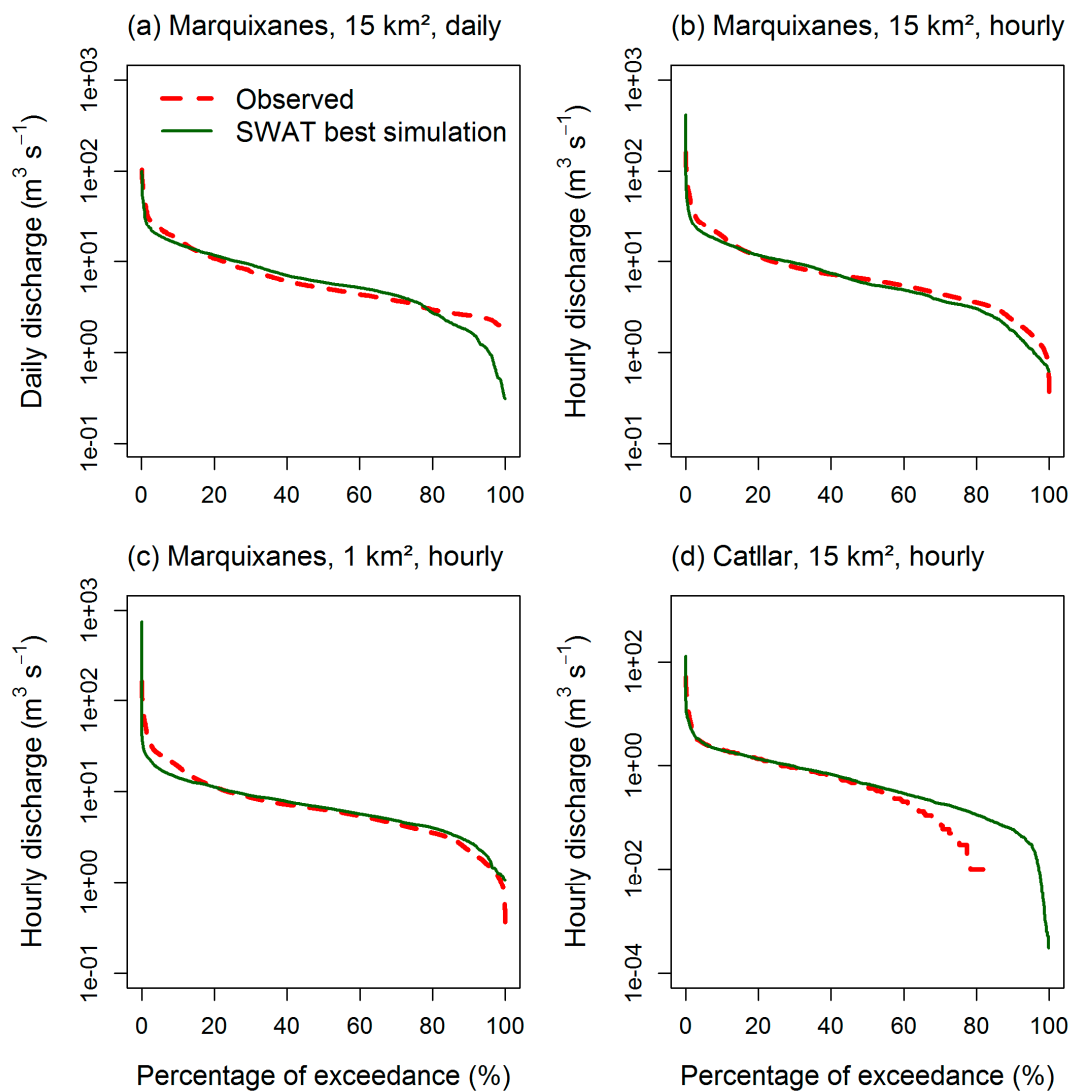 (a) Marquixanes, 15 km², daily
Daily discharge (m³ s⁻¹)
1e+03
1e+02
1e+01
1e+00
1e-01
Observed
SWAT best simulation
0 20 40 60 80 100
(b) Marquixanes, 15 km², hourly
Hourly discharge (m³ s⁻¹)
1e+03
1e+02
1e+01
1e+00
1e-01
0 20 40 60 80 100
(c) Marquixanes, 1 km², hourly
Hourly discharge (m³ s⁻¹)
1e+03
1e+02
1e+01
1e+00
1e-01
0 20 40 60 80 100
Percentage of exceedance (%)
(d) Catllar, 15 km², hourly
Hourly discharge (m³ s⁻¹)
1e+02
1e+00
1e-02
1e-04
0 20 40 60 80 100
Percentage of exceedance (%)